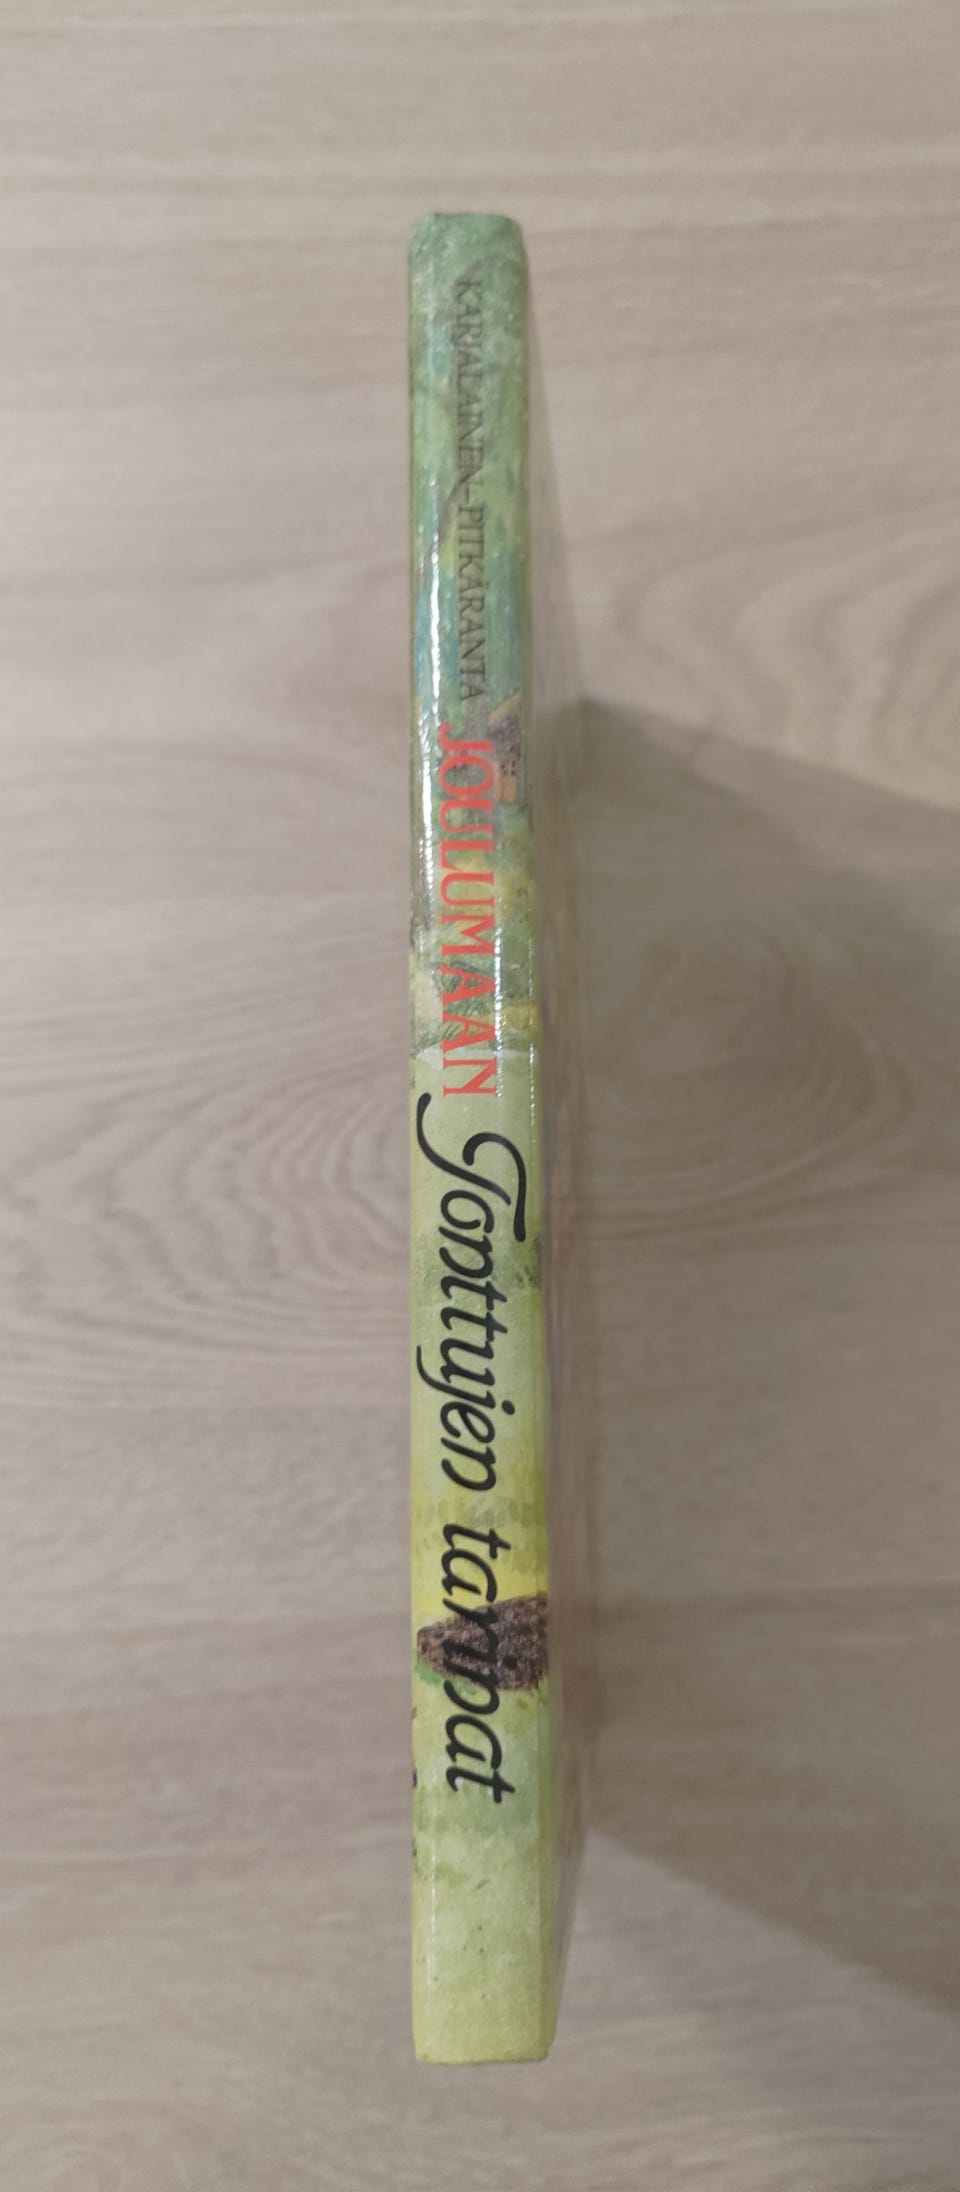 KARJALAINEN-PITKÄRANTA JOULUMAAN Tonttujen tarinat